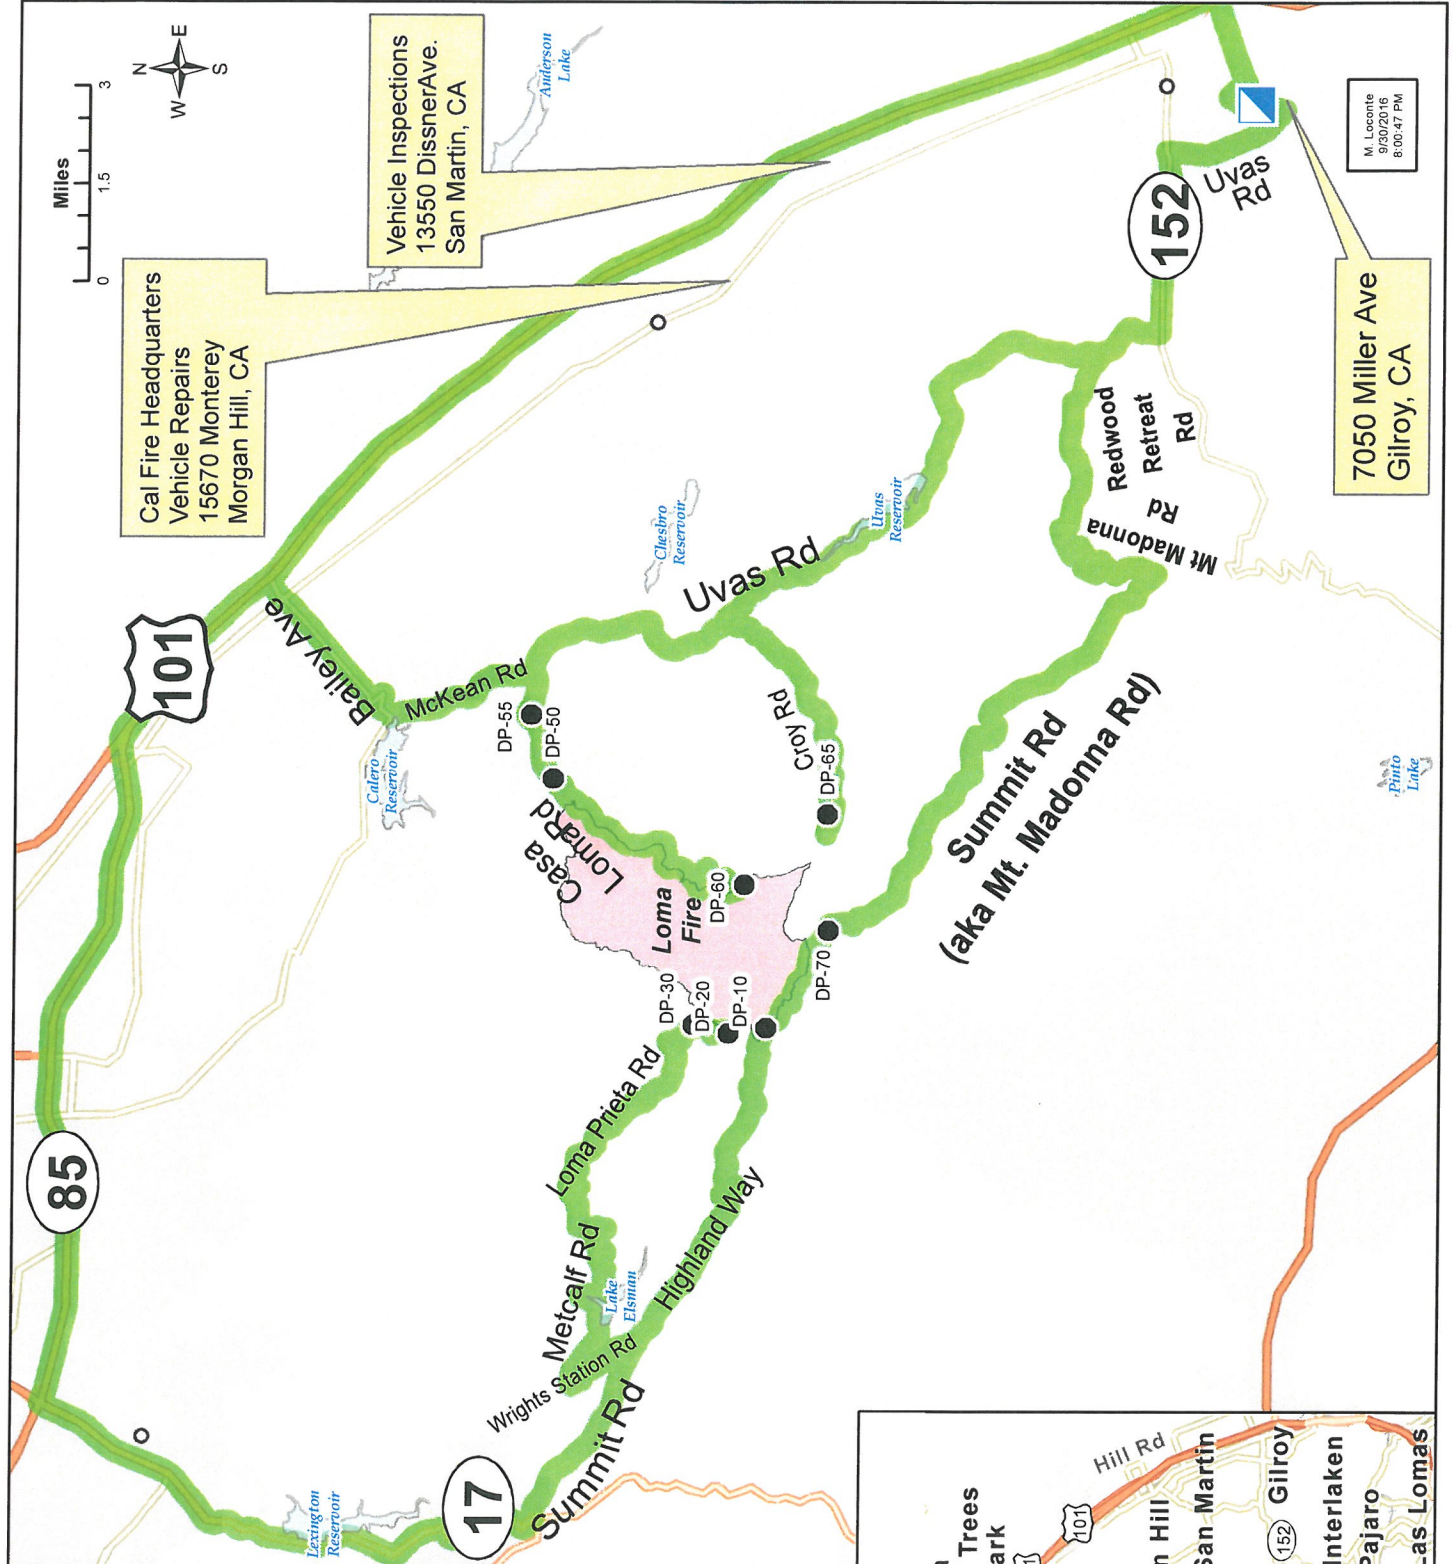 Miles
0
1.5
3
N
W
E
S
Cal Fire Headquarters
Vehicle Repairs
15670 Monterey
Morgan Hill, CA
Vehicle Inspections
13550 DissnerAve.
San Martin, CA
Anderson
Lake
101
Bailey Ave
McKean Rd
Calero
Reservoir
Chesbro
Reservoir
Uvas Rd
Uvas
Reservoir
152
Uvas
Rd
M. Loconte
9/30/2016
8:00:47 PM
7050 Miller Ave
Gilroy, CA
Redwood
Retreat
Rd
Mt Madonna
Rd
DP-55
DP-50
Casa
LomaRd
Croy Rd
DP-65
Loma
Fire
DP-60
DP-30
DP-20
DP-10
DP-70
Summit Rd
(aka Mt. Madonna Rd)
Pinto
Lake
85
Loma Prieta Rd
Metcalf Rd
Lake
Elsman
Highland Way
Wrights Station Rd
Summit Rd
17
Lexington
Reservoir
Trees
ark
101
Hill Rd
n Hill
San Martin
152
Gilroy
Interlaken
Pajaro
Las Lomas